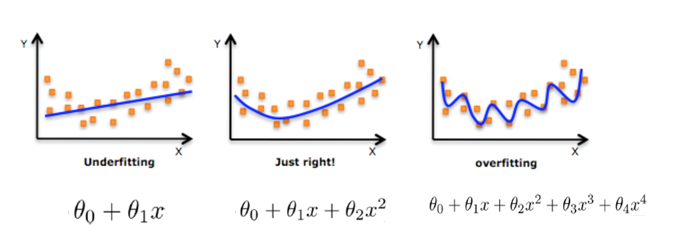 Y Y Y
X X X
Underfitting Just right! overfitting
θ₀ + θ₁x θ₀ + θ₁x + θ₂x² θ₀ + θ₁x + θ₂x² + θ₃x³ + θ₄x⁴